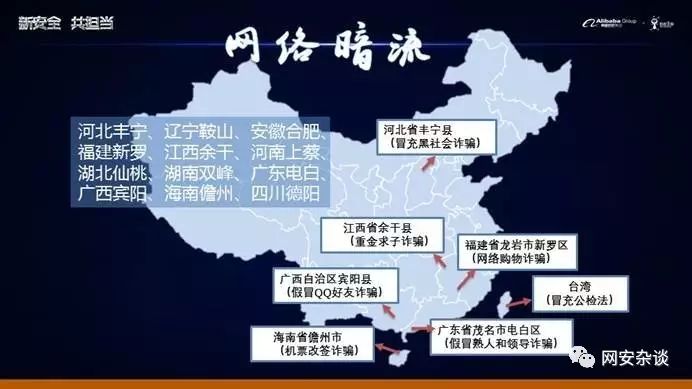 新安全 共担当
Alibaba Group
网络暗流
河北丰宁、辽宁鞍山、安徽合肥、
福建新罗、江西余干、河南上蔡、
湖北仙桃、湖南双峰、广东电白、
广西宾阳、海南儋州、四川德阳
河北省丰宁县
(冒充黑社会诈骗)
江西省余干县
(重金求子诈骗)
福建省龙岩市新罗区
(网络购物诈骗)
广西自治区宾阳县
(假冒QQ好友诈骗)
台湾
(冒充公检法)
海南省儋州市
(机票改签诈骗)
广东省茂名市电白区
(假冒熟人和领导诈骗)
网安杂谈